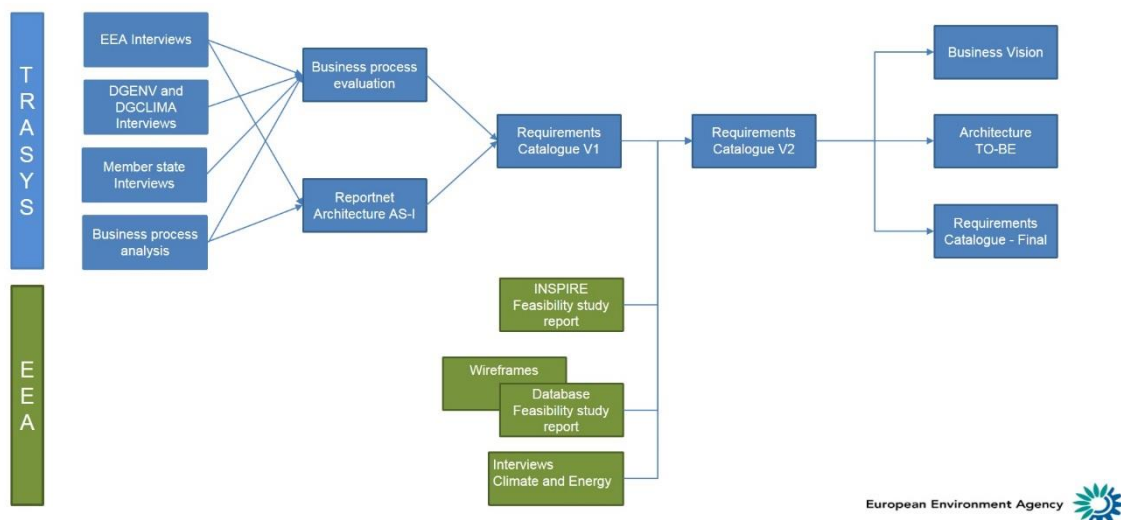 TRASYS
EEA Interviews
DGENV and
DGCLIMA
Interviews
Member state
Interviews
Business process
analysis
Business process
evaluation
Reportnet
Architecture AS-I
Requirements
Catalogue V1
Requirements
Catalogue V2
Business Vision
Architecture
TO-BE
Requirements
Catalogue - Final
EEA
INSPIRE
Feasibility study
report
Wireframes
Database
Feasibility study
report
Interviews
Climate and Energy
European Environment Agency